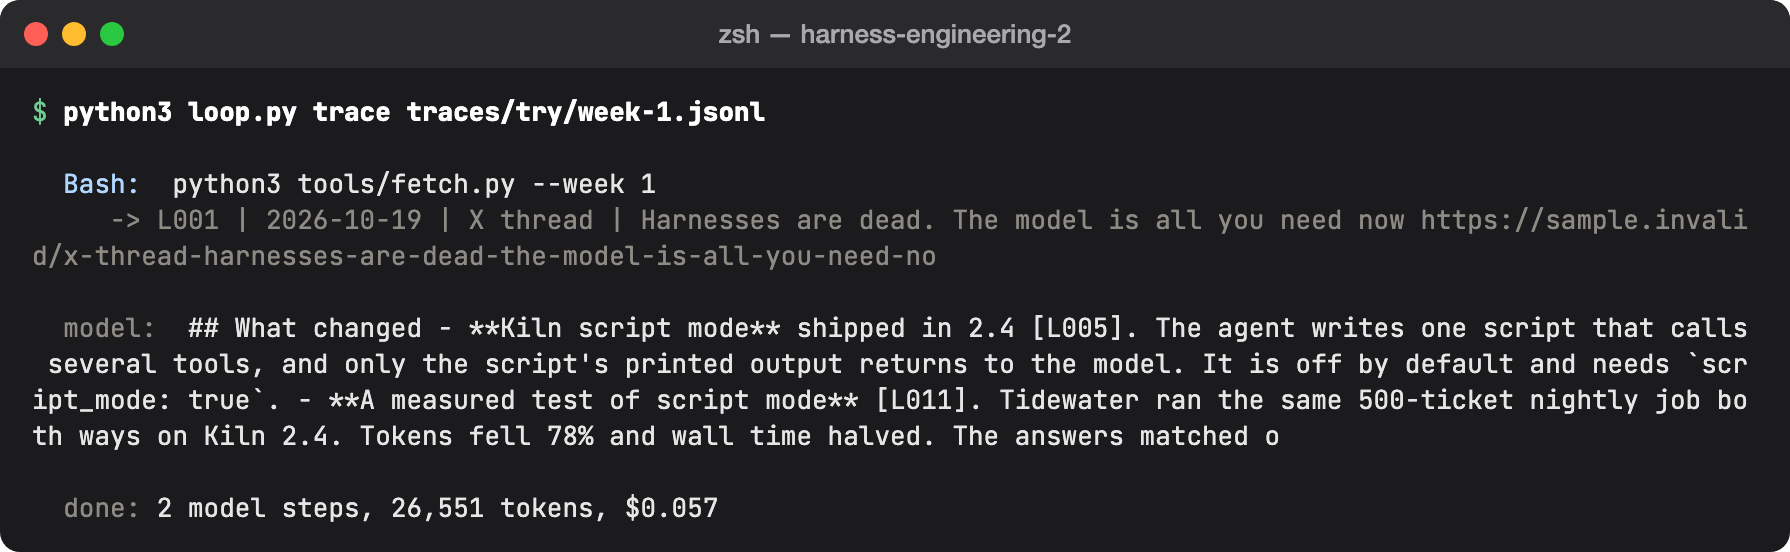 zsh — harness-engineering-2
$ python3 loop.py trace traces/try/week-1.jsonl
Bash:  python3 tools/fetch.py --week 1
-> L001 | 2026-10-19 | X thread | Harnesses are dead. The model is all you need now https://sample.invali
d/x-thread-harnesses-are-dead-the-model-is-all-you-need-no
model:  ## What changed - **Kiln script mode** shipped in 2.4 [L005]. The agent writes one script that calls
several tools, and only the script's printed output returns to the model. It is off by default and needs `scr
ipt_mode: true`. - **A measured test of script mode** [L011]. Tidewater ran the same 500-ticket nightly job bo
th ways on Kiln 2.4. Tokens fell 78% and wall time halved. The answers matched o
done: 2 model steps, 26,551 tokens, $0.057